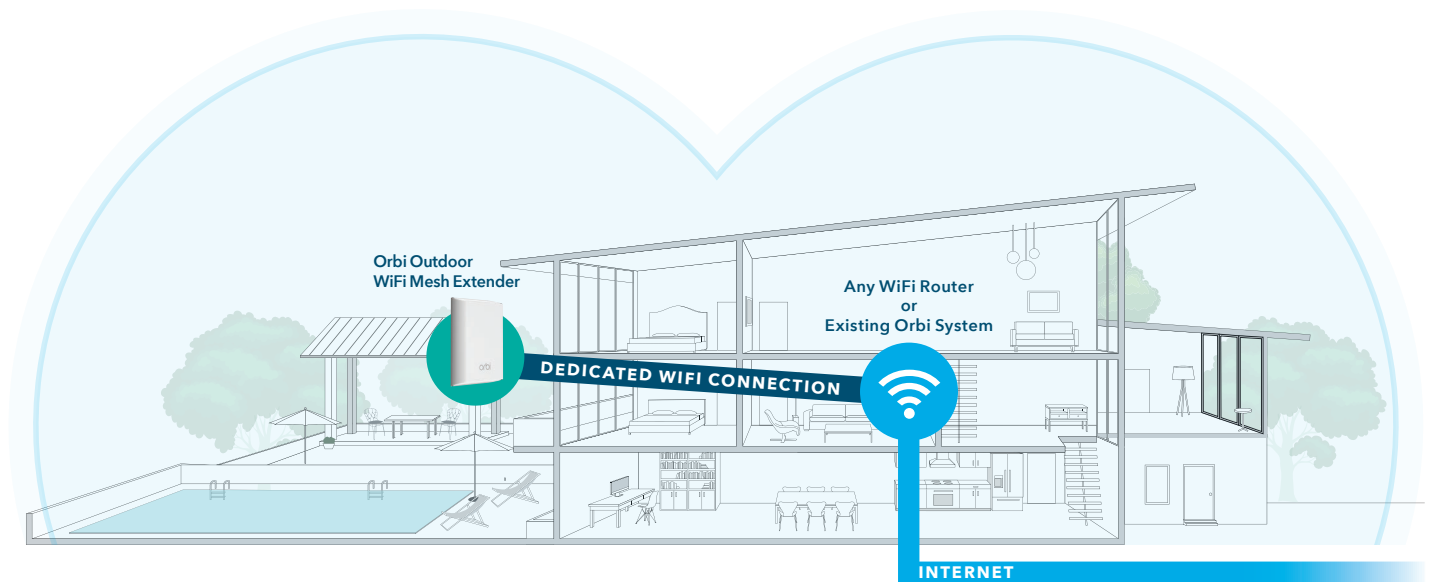 Orbi Outdoor
WiFi Mesh Extender
orbi
Any WiFi Router
or
Existing Orbi System
DEDICATED WIFI CONNECTION
INTERNET